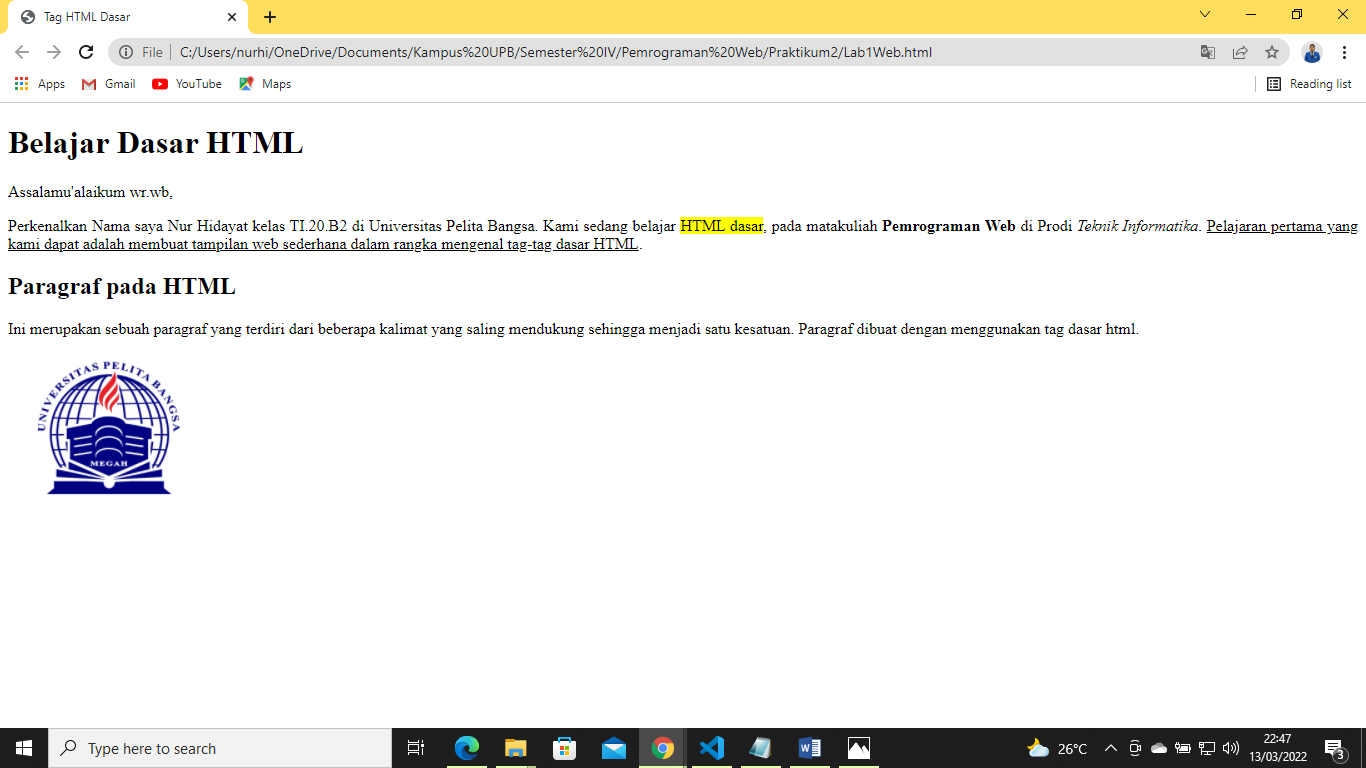 Tag HTML Dasar
File
C:/Users/nurhi/OneDrive/Documents/Kampus%20UPB/Semester%20IV/Pemrograman%20Web/Praktikum2/Lab1Web.html
Apps Gmail YouTube Maps Reading list
Belajar Dasar HTML
Assalamu'alaikum wr.wb,
Perkenalkan Nama saya Nur Hidayat kelas TI.20.B2 di Universitas Pelita Bangsa. Kami sedang belajar HTML dasar, pada matakuliah Pemrograman Web di Prodi Teknik Informatika. Pelajaran pertama yang
kami dapat adalah membuat tampilan web sederhana dalam rangka mengenal tag-tag dasar HTML.
Paragraf pada HTML
Ini merupakan sebuah paragraf yang terdiri dari beberapa kalimat yang saling mendukung sehingga menjadi satu kesatuan. Paragraf dibuat dengan menggunakan tag dasar html.
UNIVERSITAS PELITA BANGSA
MEGAH
Type here to search
26°C
22:47
13/03/2022
3